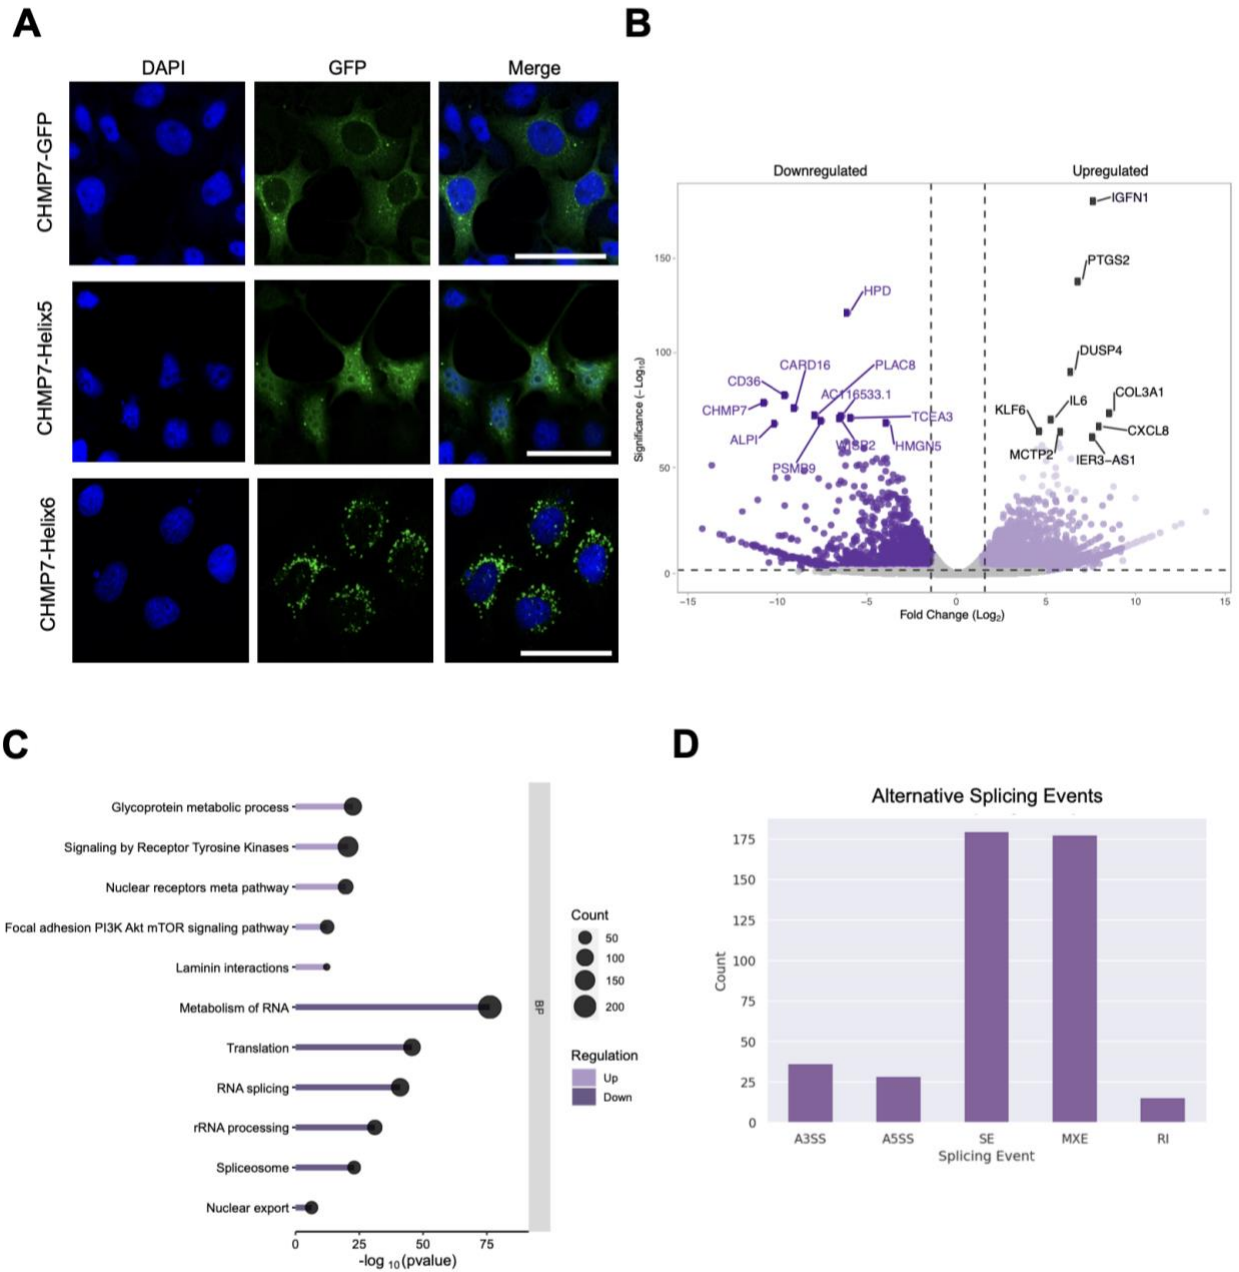 A
DAPI
GFP
Merge
CHMP7-GFP
CHMP7-Helix5
CHMP7-Helix6
B
Downregulated
Upregulated
IGFN1
PTGS2
HPD
DUSP4
CARD16
PLAC8
CD36
AC116533.1
COL3A1
CHMP7
TCEA3
KLF6
IL6
CXCL8
ALPI
HMGN5
MCTP2
IER3-AS1
PSMB9
150
100
50
0
Significance (-Log10)
-15
-10
-5
0
5
10
15
Fold Change (Log2)
C
Glycoprotein metabolic process
Signaling by Receptor Tyrosine Kinases
Nuclear receptors meta pathway
Focal adhesion PI3K Akt mTOR signaling pathway
Laminin interactions
Metabolism of RNA
Translation
RNA splicing
rRNA processing
Spliceosome
Nuclear export
0
25
50
75
-log 10 (pvalue)
BP
Count
50
100
150
200
Regulation
Up
Down
D
Alternative Splicing Events
175
150
125
100
75
50
25
0
Count
A3SS
A5SS
SE
MXE
RI
Splicing Event